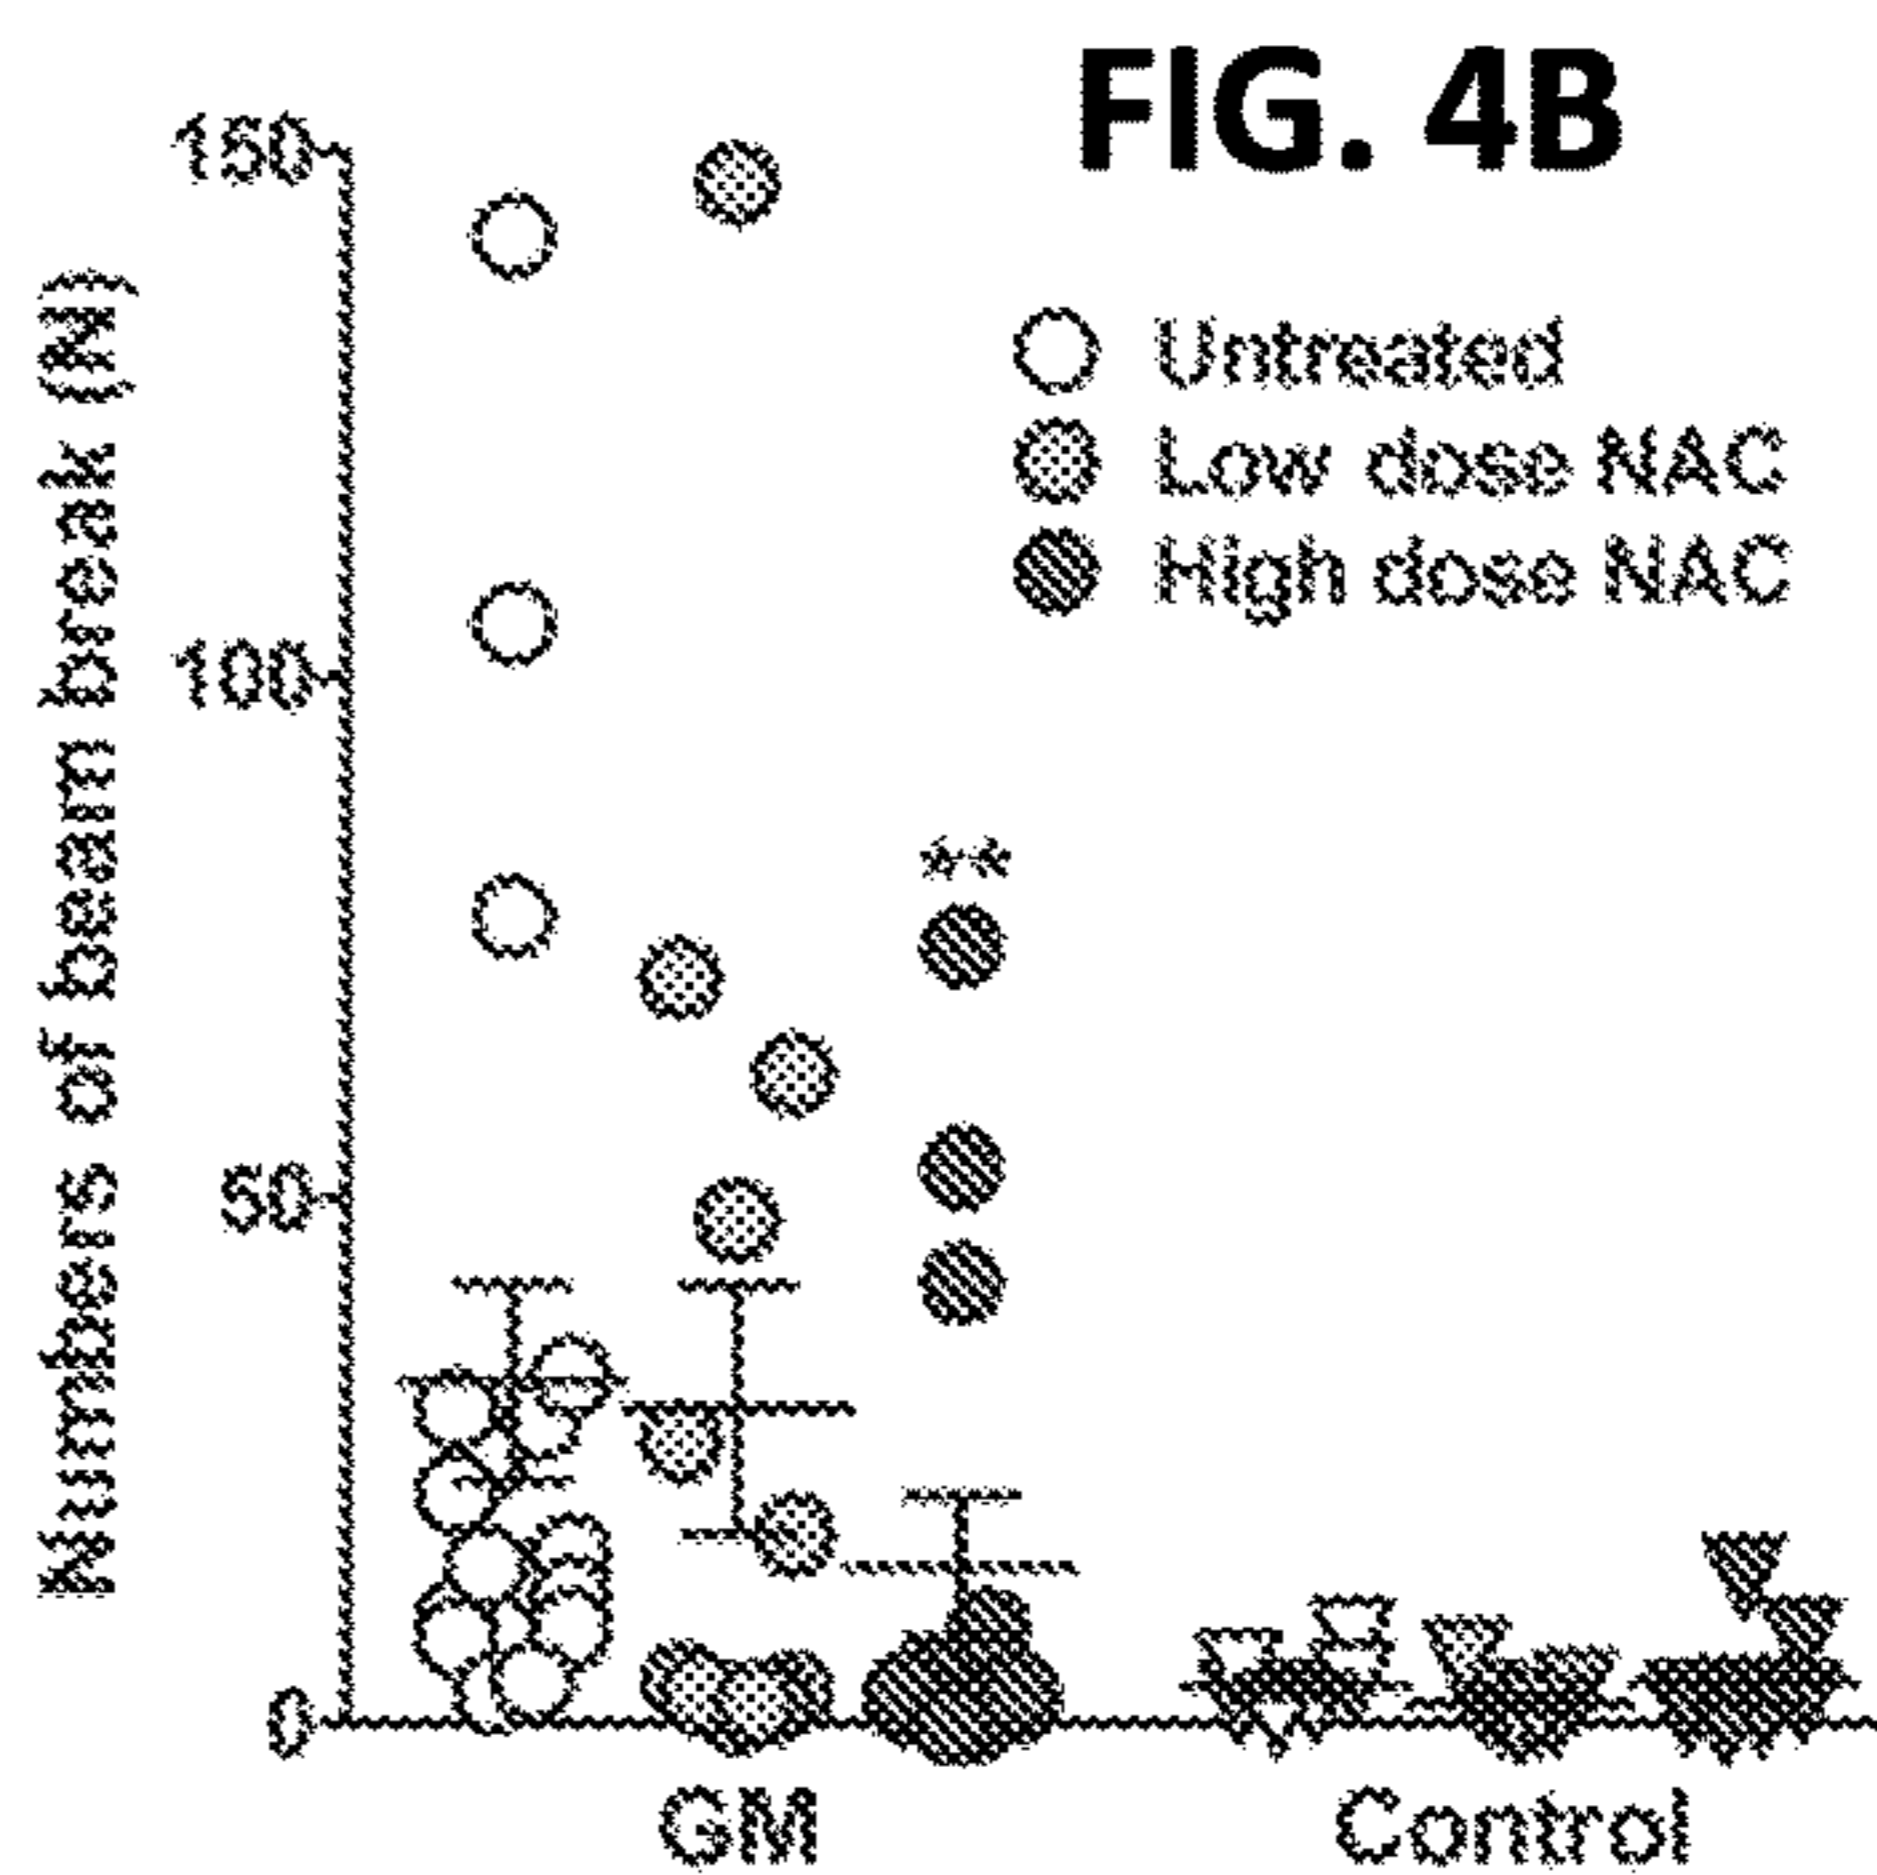 FIG. 4B
150
100
50
0
Numbers of beam break (N)
Untreated
Low dose NAC
High dose NAC
**
GM
Control